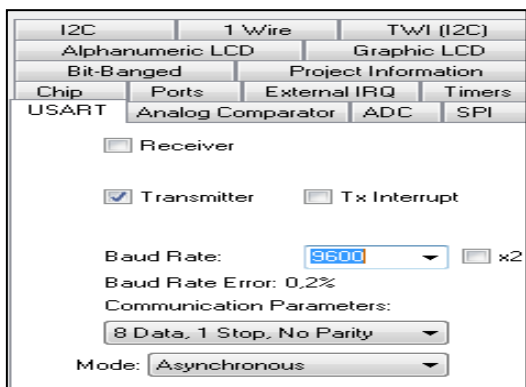 I2C 1 Wire TWI (I2C)
Alphanumeric LCD Graphic LCD
Bit-Banged Project Information
Chip Ports External IRQ Timers
USART Analog Comparator ADC SPI
Receiver
Transmitter Tx Interrupt
Baud Rate: 9600 x2
Baud Rate Error: 0,2%
Communication Parameters:
8 Data, 1 Stop, No Parity
Mode: Asynchronous